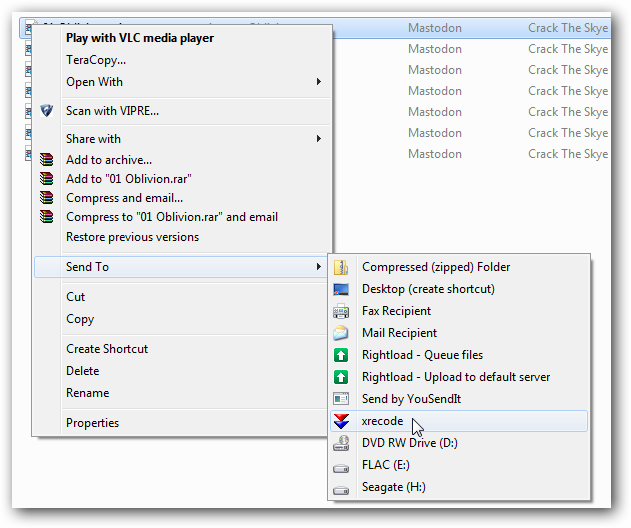 Mastodon Crack The Skye
Play with VLC media player
TeraCopy...
Mastodon Crack The Skye
Open With
Mastodon Crack The Skye
Scan with VIPRE...
Mastodon Crack The Skye
Share with
Mastodon Crack The Skye
Add to archive...
Mastodon Crack The Skye
Add to "01 Oblivion.rar"
Mastodon Crack The Skye
Compress and email...
Compress to "01 Oblivion.rar" and email
Restore previous versions
Send To
Cut
Copy
Create Shortcut
Delete
Rename
Properties
Compressed (zipped) Folder
Desktop (create shortcut)
Fax Recipient
Mail Recipient
Rightload - Queue files
Rightload - Upload to default server
Send by YouSendIt
xrecode
DVD RW Drive (D:)
FLAC (E:)
Seagate (H:)